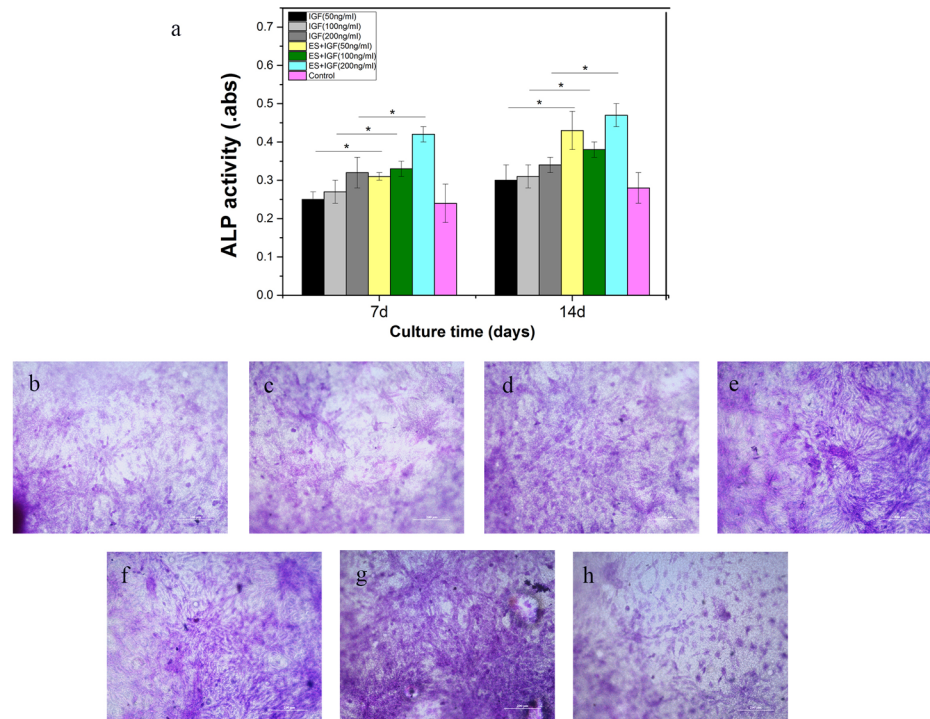 a
IGF(50ng/ml)
IGF(100ng/ml)
IGF(200ng/ml)
ES+IGF(50ng/ml)
ES+IGF(100ng/ml)
ES+IGF(200ng/ml)
Control
ALP activity (.abs)
0.7
0.6
0.5
0.4
0.3
0.2
0.1
0.0
* * *
* * *
7d 14d
Culture time (days)
b c d e
f g h